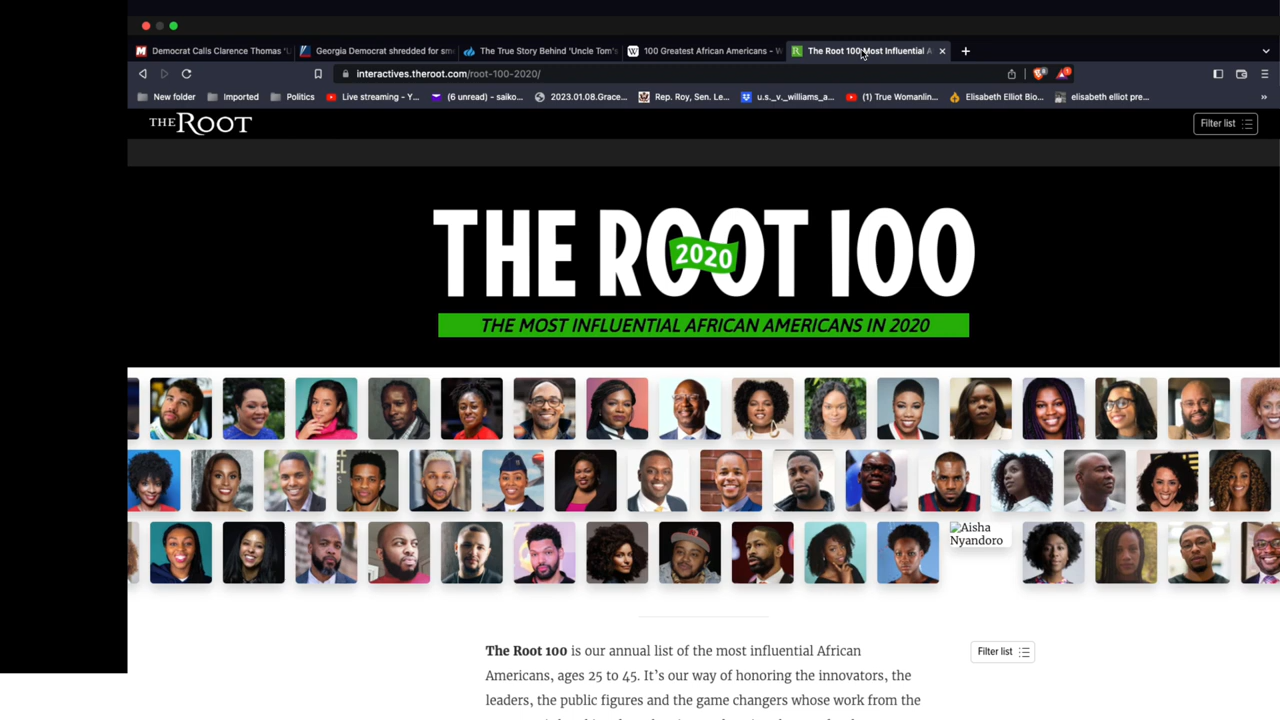 Democrat Calls Clarence Thomas 'U
Georgia Democrat shredded for sm
The True Story Behind 'Uncle Tom's
100 Greatest African Americans - W
The Root 100 Most Influential A
interactives.theroot.com/root-100-2020/
New folder
Imported
Politics
Live streaming - Y...
(6 unread) - saiko...
2023.01.08.Grace...
Rep. Roy, Sen. Le...
u.s._v._williams_a...
(1) True Womanlin...
Elisabeth Elliot Bio...
elisabeth elliot pre...
»
THE ROOT
Filter list
THE ROOT 100
2020
THE MOST INFLUENTIAL AFRICAN AMERICANS IN 2020
Aisha
Nyandoro
The Root 100 is our annual list of the most influential African
Filter list
Americans, ages 25 to 45. It's our way of honoring the innovators, the
leaders, the public figures and the game changers whose work from the